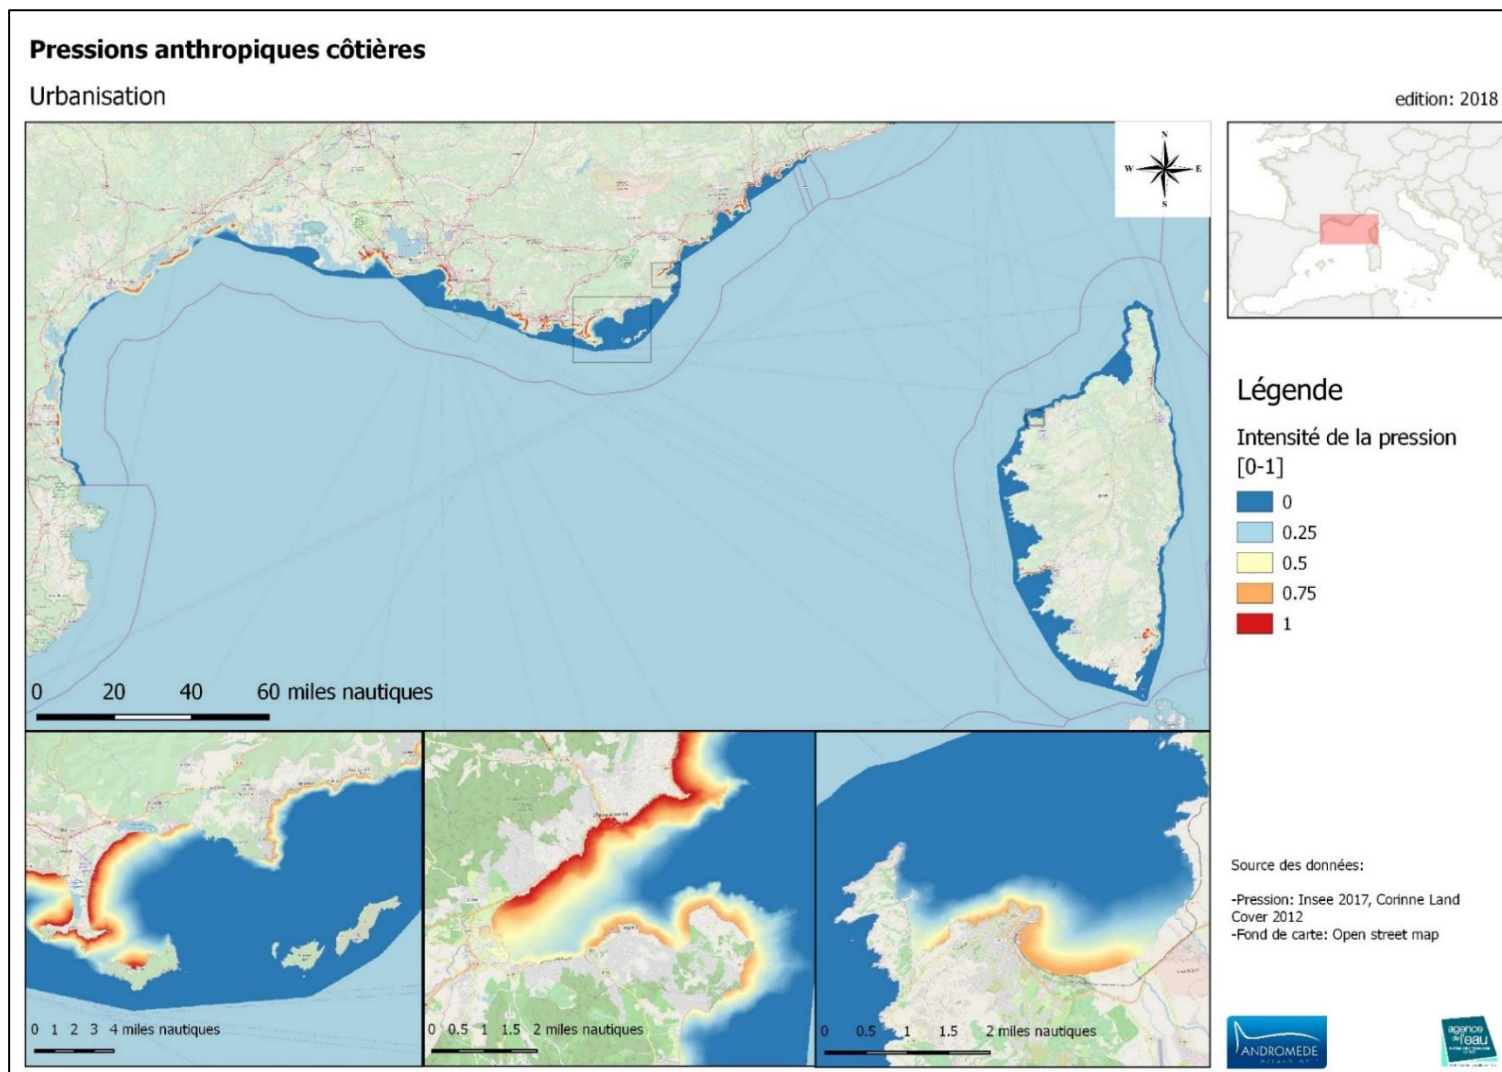 Pressions anthropiques côtières
Urbanisation
edition: 2018
N
W
E
S
0 20 40 60 miles nautiques
Légende
Intensité de la pression
[0-1]
0
0.25
0.5
0.75
1
0 1 2 3 4 miles nautiques
0 0.5 1 1.5 2 miles nautiques
0 0.5 1 1.5 2 miles nautiques
Source des données:
-Pression: Insee 2017, Corinne Land
Cover 2012
-Fond de carte: Open street map
ANDROMEDE
agence
de l'eau